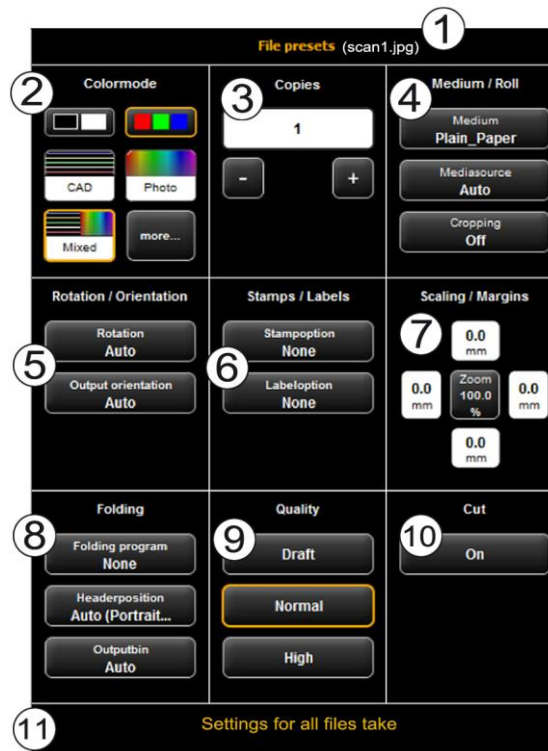 1
File presets (scan1.jpg)
2
Colormode
CAD
Photo
Mixed
more...
3
Copies
1
-
+
4
Medium / Roll
Medium
Plain_Paper
Mediasource
Auto
Cropping
Off
5
Rotation / Orientation
Rotation
Auto
Output orientation
Auto
6
Stamps / Labels
Stampoption
None
Labeloption
None
7
Scaling / Margins
0.0
mm
0.0
mm
Zoom
100.0
%
0.0
mm
0.0
mm
8
Folding
Folding program
None
Headerposition
Auto (Portrait...
Outputbin
Auto
9
Quality
Draft
Normal
High
10
Cut
On
11
Settings for all files take